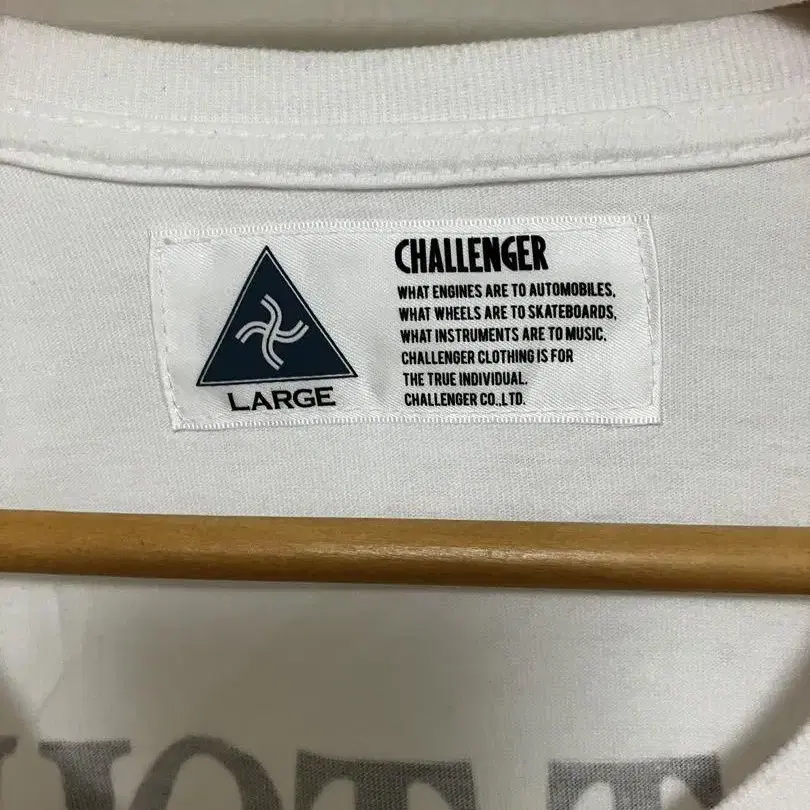 CHALLENGER
WHAT ENGINES ARE TO AUTOMOBILES,
WHAT WHEELS ARE TO SKATEBOARDS,
WHAT INSTRUMENTS ARE TO MUSIC,
CHALLENGER CLOTHING IS FOR
THE TRUE INDIVIDUAL.
CHALLENGER CO.,LTD.
LARGE